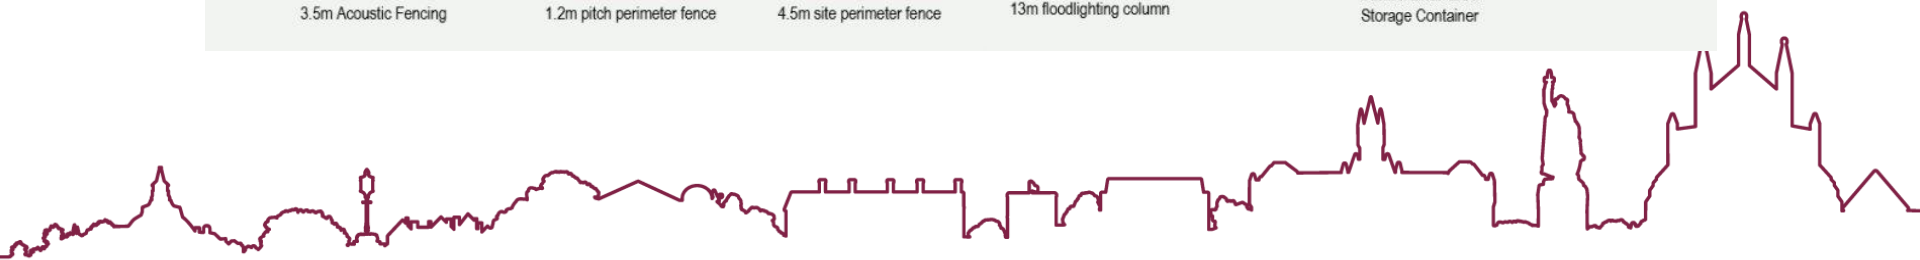 3.5m Acoustic Fencing
1.2m pitch perimeter fence
4.5m site perimeter fence
13m floodlighting column
Storage Container